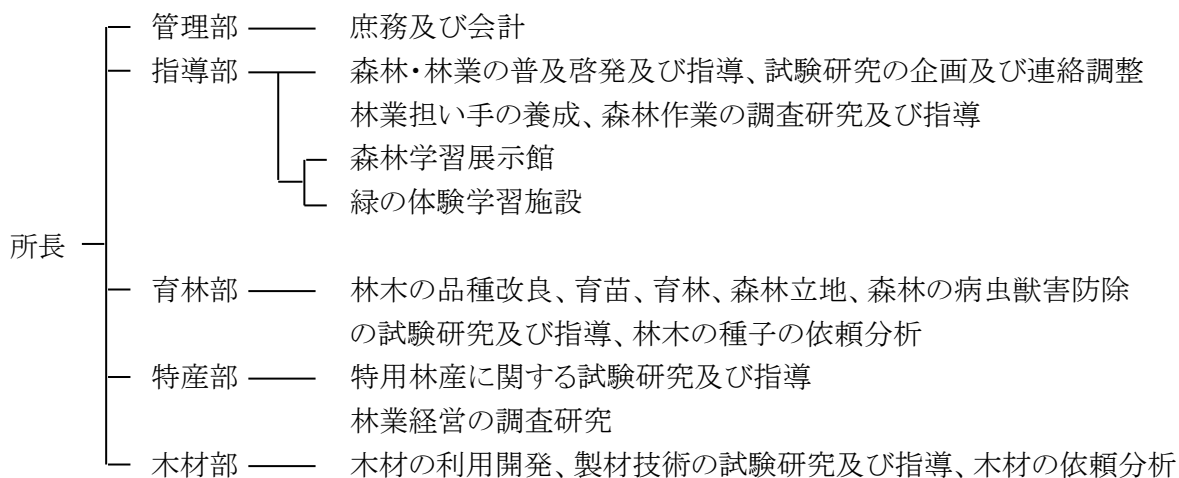 管理部 庶務及び会計
指導部 森林・林業の普及啓発及び指導、試験研究の企画及び連絡調整
林業担い手の養成、森林作業の調査研究及び指導
森林学習展示館
緑の体験学習施設
所長
育林部 林木の品種改良、育苗、育林、森林立地、森林の病虫獣害防除
の試験研究及び指導、林木の種子の依頼分析
特産部 特用林産に関する試験研究及び指導
林業経営の調査研究
木材部 木材の利用開発、製材技術の試験研究及び指導、木材の依頼分析